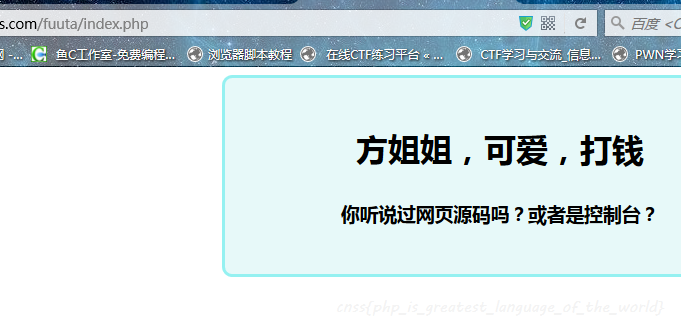 s.com/fuuta/index.php
百度 <C
网 -...
鱼C工作室-免费编程...
浏览器脚本教程
在线CTF练习平台 « ...
CTF学习与交流_信息...
PWN学习
方姐姐，可爱，打钱
你听说过网页源码吗？或者是控制台？
cnss{php_is_greatest_language_of_the_world}